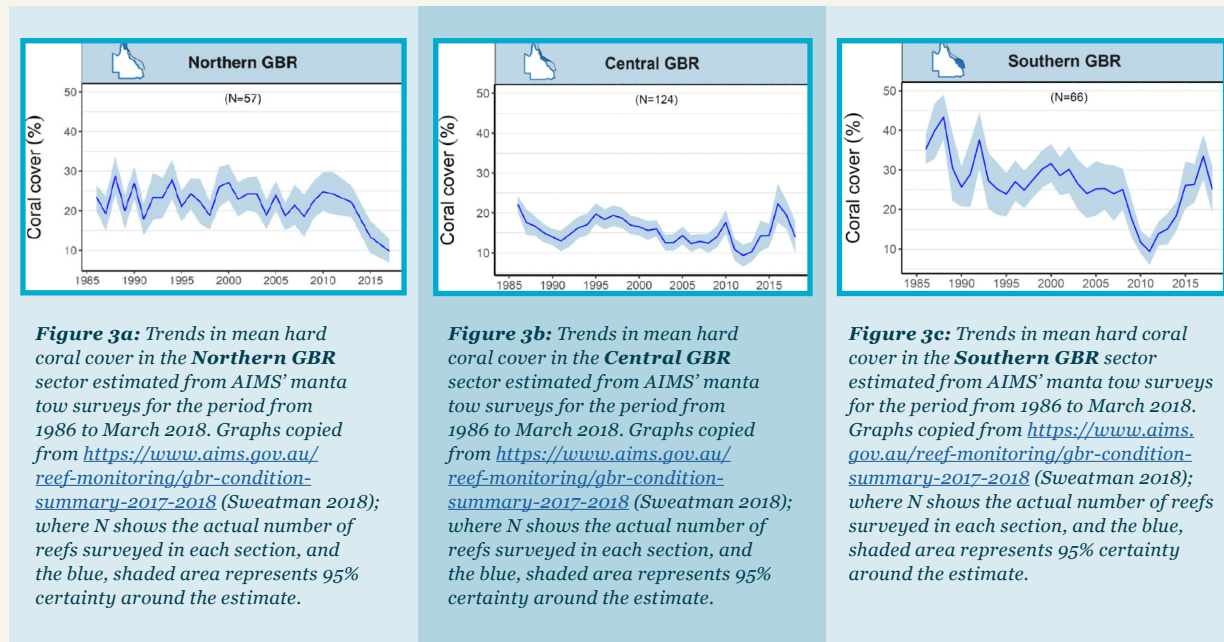 Northern GBR
(N=57)
Coral cover (%)
50
40
30
20
10
1985 1990 1995 2000 2005 2010 2015
Figure 3a: Trends in mean hard
coral cover in the Northern GBR
sector estimated from AIMS' manta
tow surveys for the period from
1986 to March 2018. Graphs copied
from https://www.aims.gov.au/
reef-monitoring/gbr-condition-
summary-2017-2018 (Sweatman 2018);
where N shows the actual number of
reefs surveyed in each section, and
the blue, shaded area represents 95%
certainty around the estimate.
Central GBR
(N=124)
Coral cover (%)
50
40
30
20
10
1985 1990 1995 2000 2005 2010 2015
Figure 3b: Trends in mean hard
coral cover in the Central GBR
sector estimated from AIMS' manta
tow surveys for the period from
1986 to March 2018. Graphs copied
from https://www.aims.gov.au/
reef-monitoring/gbr-condition-
summary-2017-2018 (Sweatman 2018);
where N shows the actual number of
reefs surveyed in each section, and
the blue, shaded area represents 95%
certainty around the estimate.
Southern GBR
(N=66)
Coral cover (%)
50
40
30
20
10
1985 1990 1995 2000 2005 2010 2015
Figure 3c: Trends in mean hard coral
cover in the Southern GBR sector
estimated from AIMS' manta tow surveys
for the period from 1986 to March 2018.
Graphs copied from https://www.aims.
gov.au/reef-monitoring/gbr-condition-
summary-2017-2018 (Sweatman 2018);
where N shows the actual number of reefs
surveyed in each section, and the blue,
shaded area represents 95% certainty
around the estimate.